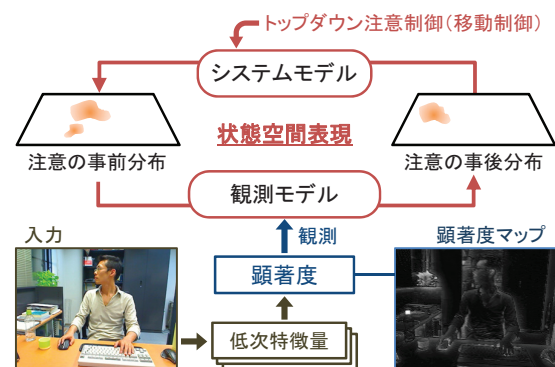 トップダウン注意制御(移動制御)
システムモデル
状態空間表現
注意の事前分布
注意の事後分布
観測モデル
入力
観測
顕著度マップ
顕著度
低次特徴量